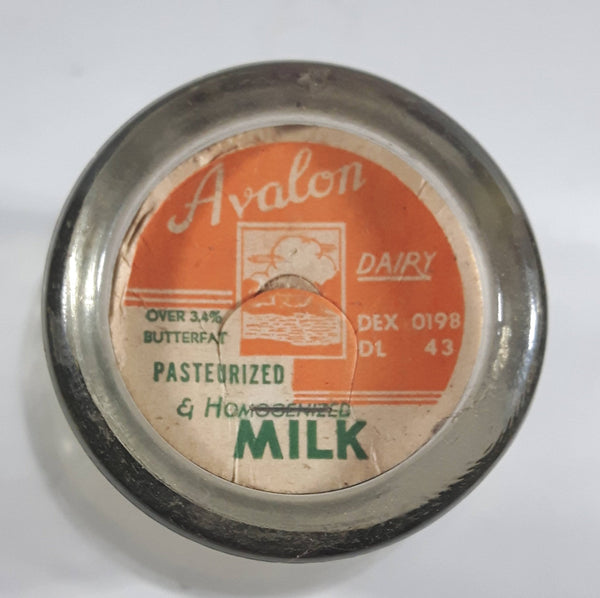 Avalon
DAIRY
OVER 3,4%
BUTTERFAT
DEX 0198
DL 43
PASTEURIZED
& HOMOGENIZED
MILK